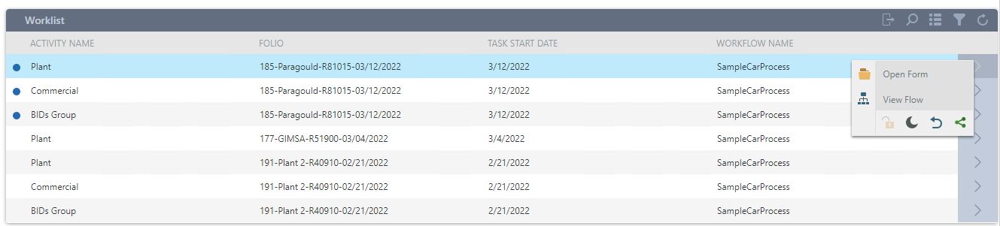 Worklist
ACTIVITY NAME FOLIO TASK START DATE WORKFLOW NAME
Plant 185-Paragould-R81015-03/12/2022 3/12/2022 SampleCarProcess
Open Form
Commercial 185-Paragould-R81015-03/12/2022 3/12/2022 SampleCarProcess
View Flow
BIDs Group 185-Paragould-R81015-03/12/2022 3/12/2022 SampleCarProcess
Plant 177-GIMSA-R51900-03/04/2022 3/4/2022 SampleCarProcess
Plant 191-Plant 2-R40910-02/21/2022 2/21/2022 SampleCarProcess
Commercial 191-Plant 2-R40910-02/21/2022 2/21/2022 SampleCarProcess
BIDs Group 191-Plant 2-R40910-02/21/2022 2/21/2022 SampleCarProcess